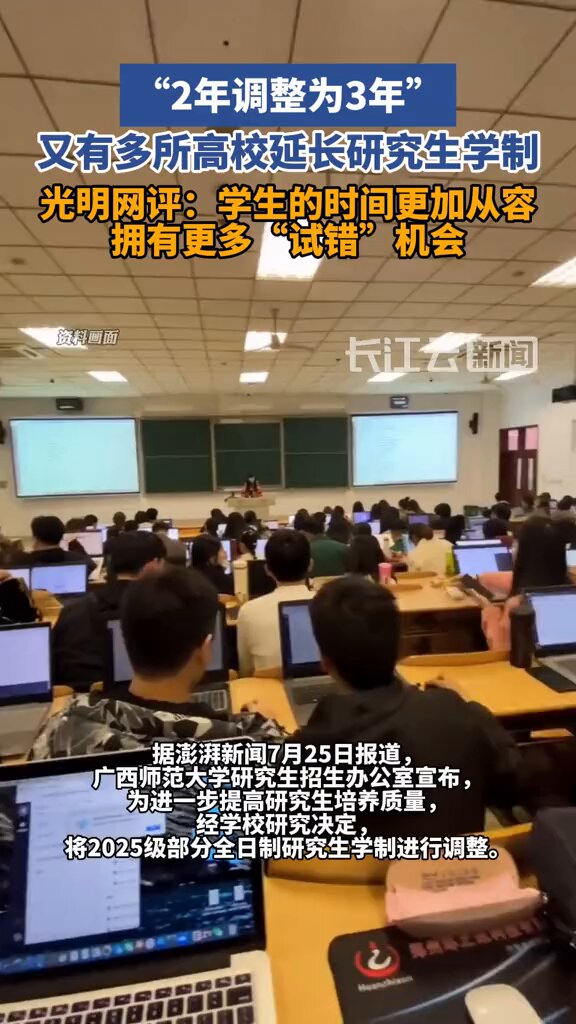 “2年调整为3年”
又有多所高校延长研究生学制
光明网评：学生的时间更加从容
拥有更多“试错”机会
资料画面
长江云新闻
据澎湃新闻7月25日报道，
广西师范大学研究生招生办公室宣布，
为进一步提高研究生培养质量，
经学校研究决定，
将2025级部分全日制研究生学制进行调整。
Huanzhixin